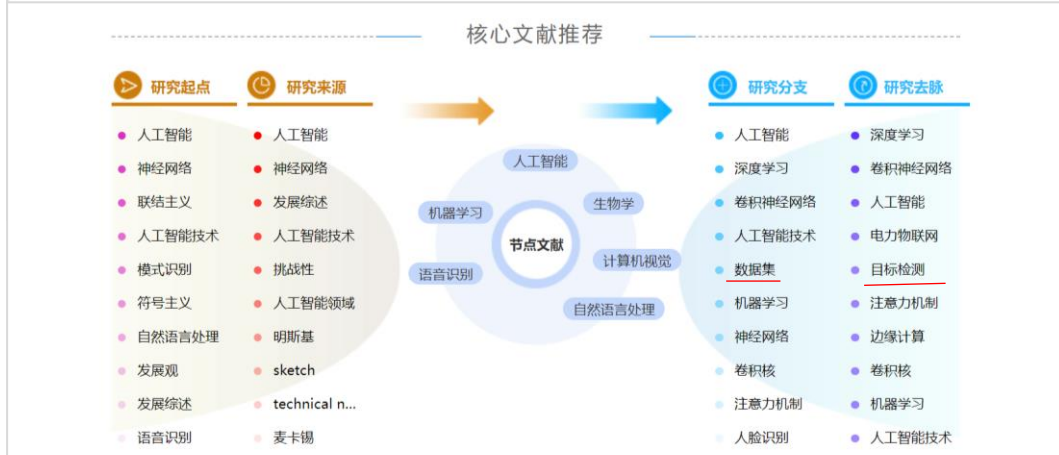 核心文献推荐
研究起点
人工智能
神经网络
联结主义
人工智能技术
模式识别
符号主义
自然语言处理
发展观
发展综述
语音识别
研究来源
人工智能
神经网络
发展综述
人工智能技术
挑战性
人工智能领域
明斯基
sketch
technical n...
麦卡锡
人工智能
生物学
机器学习
节点文献
计算机视觉
语音识别
自然语言处理
研究分支
人工智能
深度学习
卷积神经网络
人工智能技术
数据集
机器学习
神经网络
卷积核
注意力机制
人脸识别
研究去脉
深度学习
卷积神经网络
人工智能
电力物联网
目标检测
注意力机制
边缘计算
卷积核
机器学习
人工智能技术